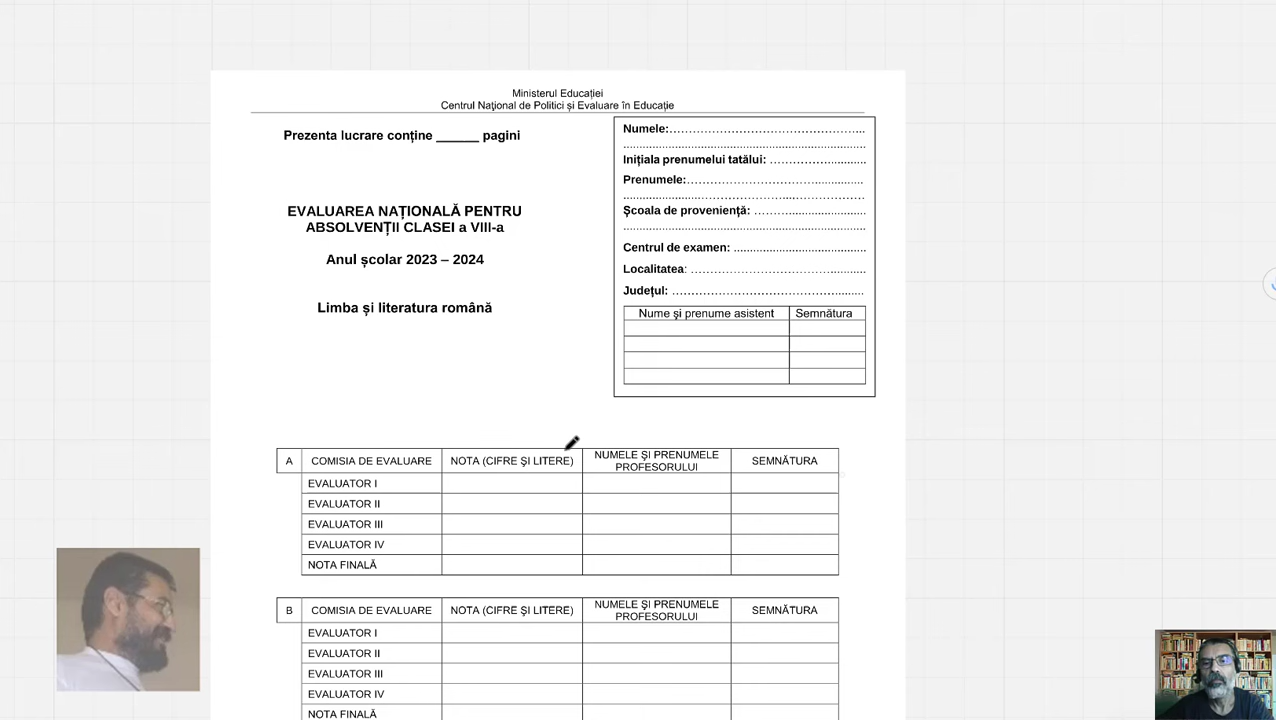 Ministerul Educației
Centrul Național de Politici și Evaluare în Educație
Prezenta lucrare conține ______ pagini
EVALUAREA NAȚIONALĂ PENTRU
ABSOLVENȚII CLASEI a VIII-a
Anul școlar 2023 – 2024
Limba și literatura română
Numele:
Inițiala prenumelui tatălui:
Prenumele:
Școala de proveniență:
Centrul de examen:
Localitatea:
Județul:
Nume și prenume asistent Semnătura
A COMISIA DE EVALUARE NOTA (CIFRE ŞI LITERE) NUMELE ŞI PRENUMELE PROFESORULUI SEMNĂTURA
EVALUATOR I
EVALUATOR II
EVALUATOR III
EVALUATOR IV
NOTA FINALĂ
B COMISIA DE EVALUARE NOTA (CIFRE ŞI LITERE) NUMELE ŞI PRENUMELE PROFESORULUI SEMNĂTURA
EVALUATOR I
EVALUATOR II
EVALUATOR III
EVALUATOR IV
NOTA FINALĂ